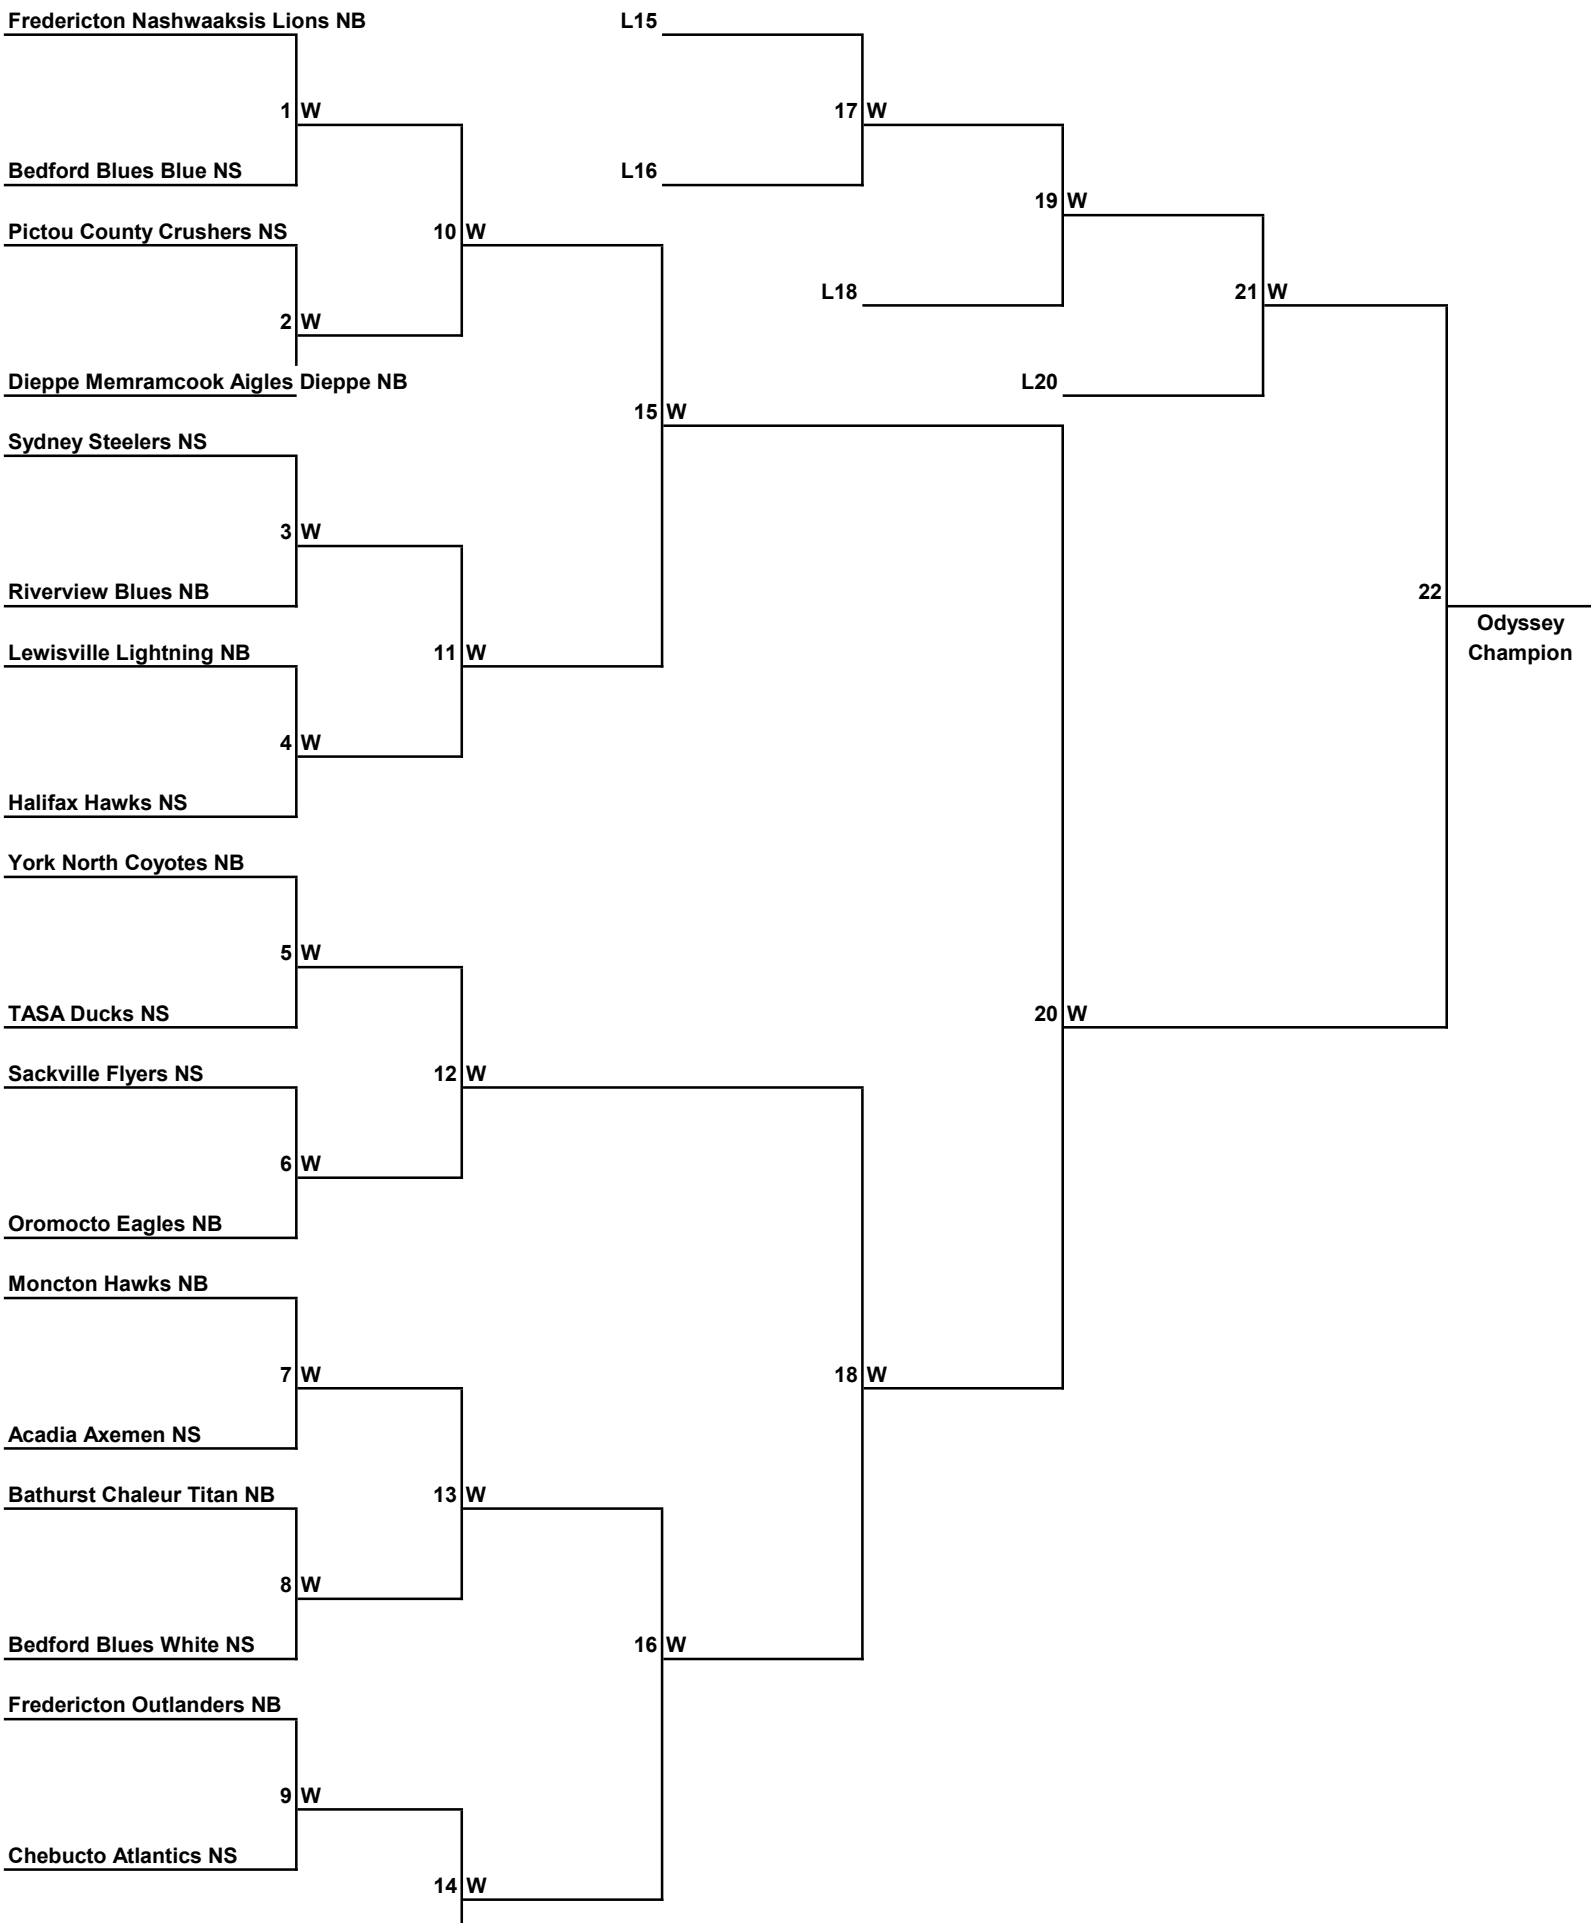 Fredericton Nashwaaksis Lions NB L15
1 W 17 W
Bedford Blues Blue NS L16
19 W
Pictou County Crushers NS 10 W
L18 21 W
2 W
Dieppe Memramcook Aigles Dieppe NB L20
15 W
Sydney Steelers NS
3 W
Riverview Blues NB 22
Odyssey
Champion
Lewisville Lightning NB 11 W
4 W
Halifax Hawks NS
York North Coyotes NB
5 W
TASA Ducks NS 20 W
Sackville Flyers NS 12 W
6 W
Oromocto Eagles NB
Moncton Hawks NB
7 W 18 W
Acadia Axemen NS
Bathurst Chaleur Titan NB 13 W
8 W
Bedford Blues White NS 16 W
Fredericton Outlanders NB
9 W
Chebucto Atlantics NS
14 W